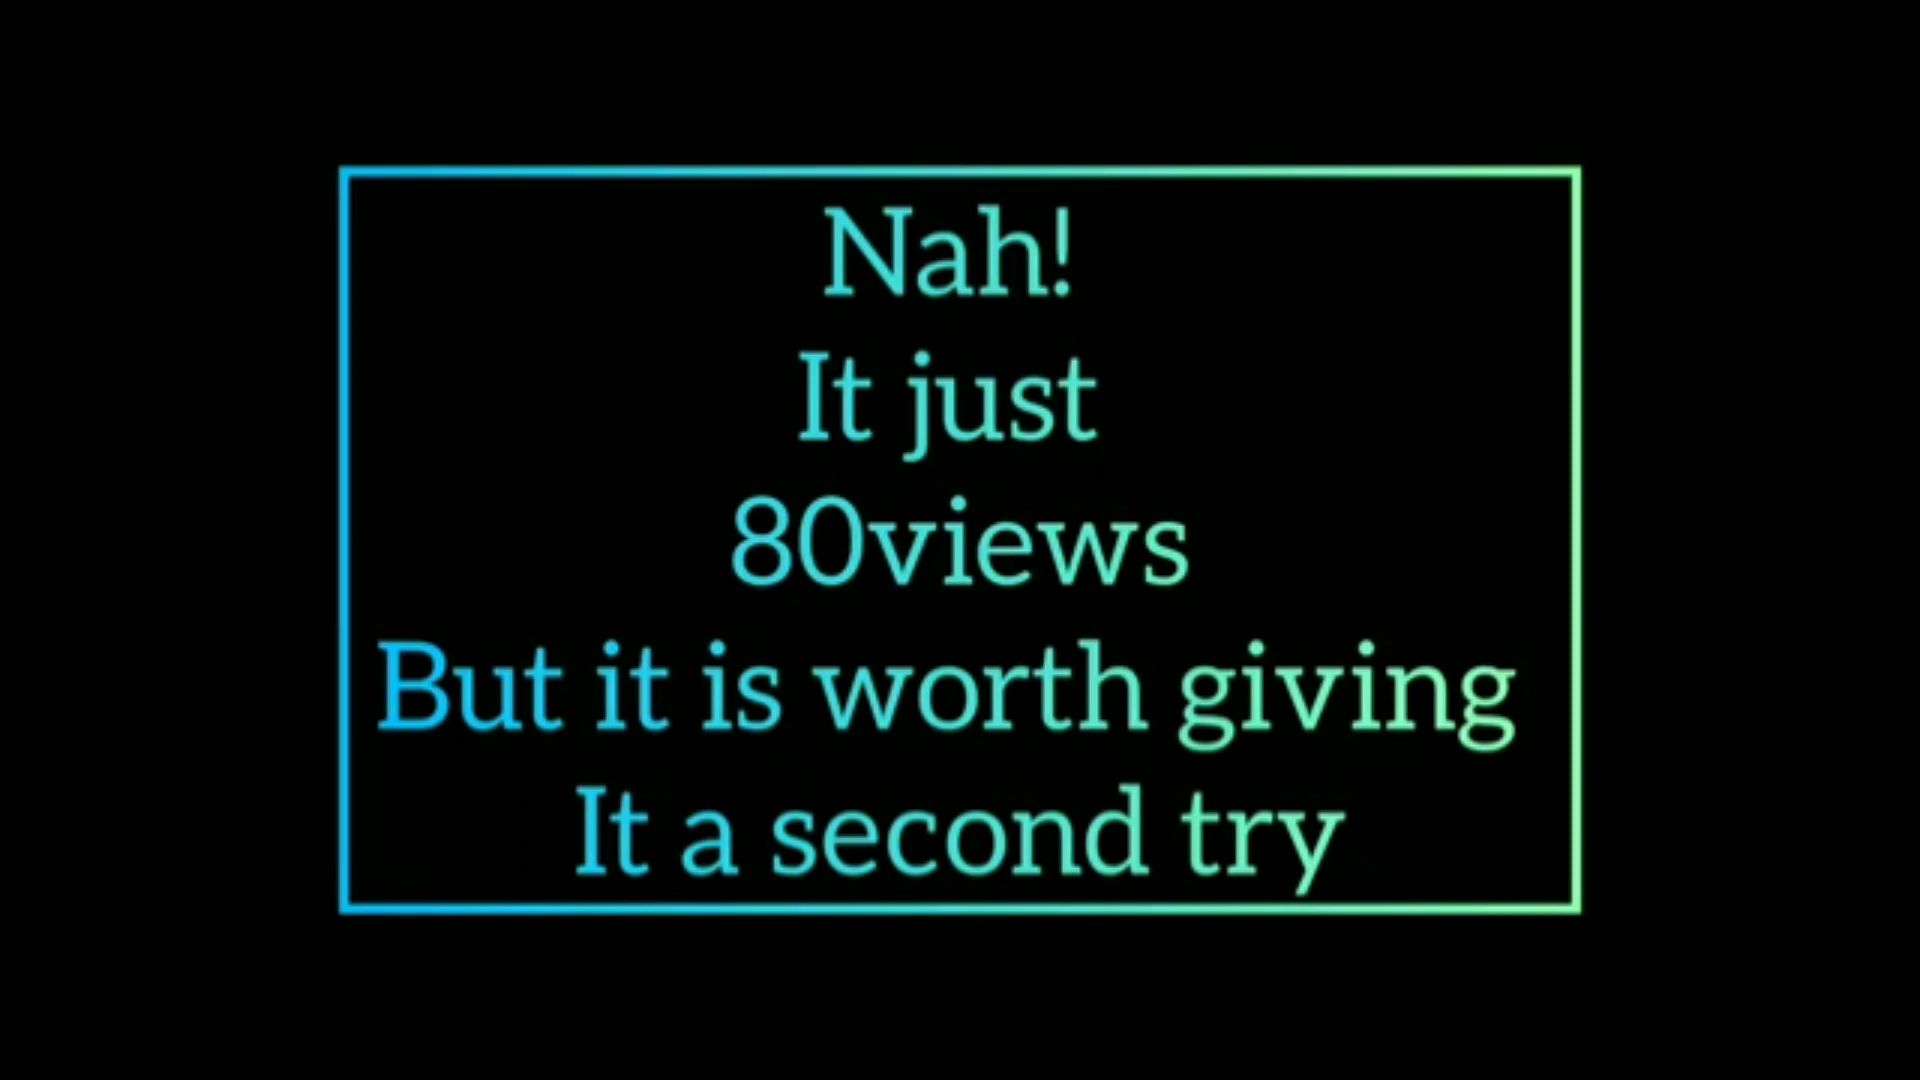 Nah!
It just
80views
But it is worth giving
It a second try